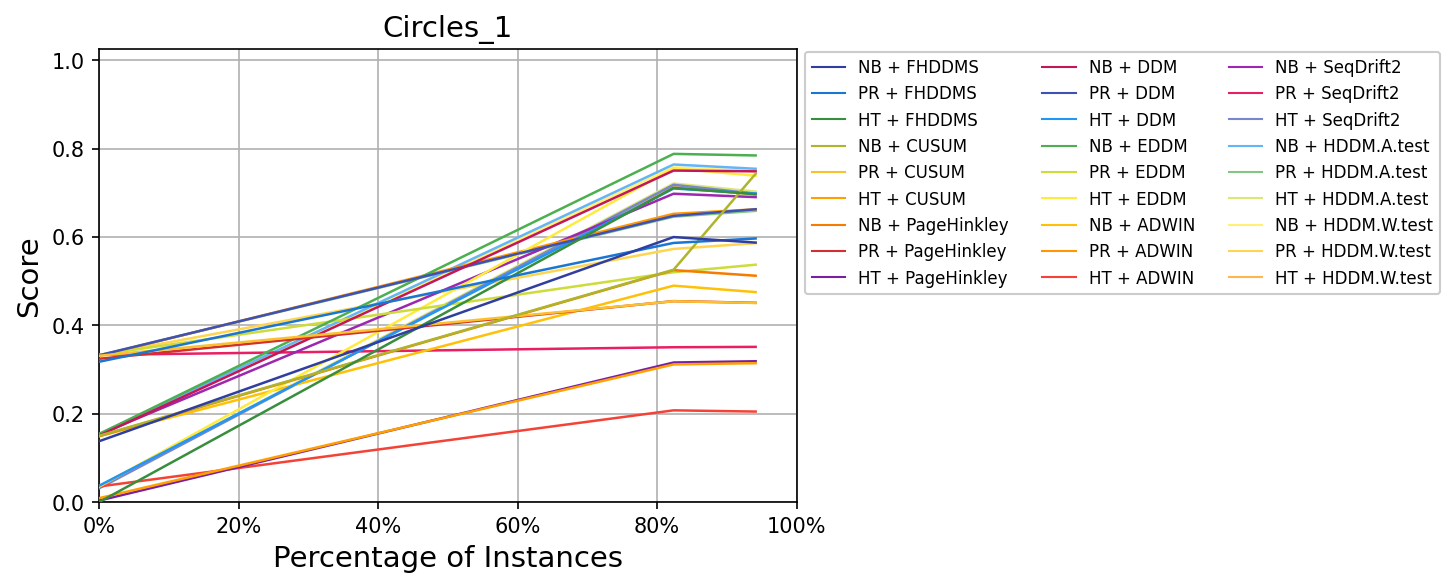 Circles_1
Score
1.0
0.8
0.6
0.4
0.2
0.0
0%
20%
40%
60%
80%
100%
Percentage of Instances
NB + FHDDMS
PR + FHDDMS
HT + FHDDMS
NB + CUSUM
PR + CUSUM
HT + CUSUM
NB + PageHinkley
PR + PageHinkley
HT + PageHinkley
NB + DDM
PR + DDM
HT + DDM
NB + EDDM
PR + EDDM
HT + EDDM
NB + ADWIN
PR + ADWIN
HT + ADWIN
NB + SeqDrift2
PR + SeqDrift2
HT + SeqDrift2
NB + HDDM.A.test
PR + HDDM.A.test
HT + HDDM.A.test
NB + HDDM.W.test
PR + HDDM.W.test
HT + HDDM.W.test